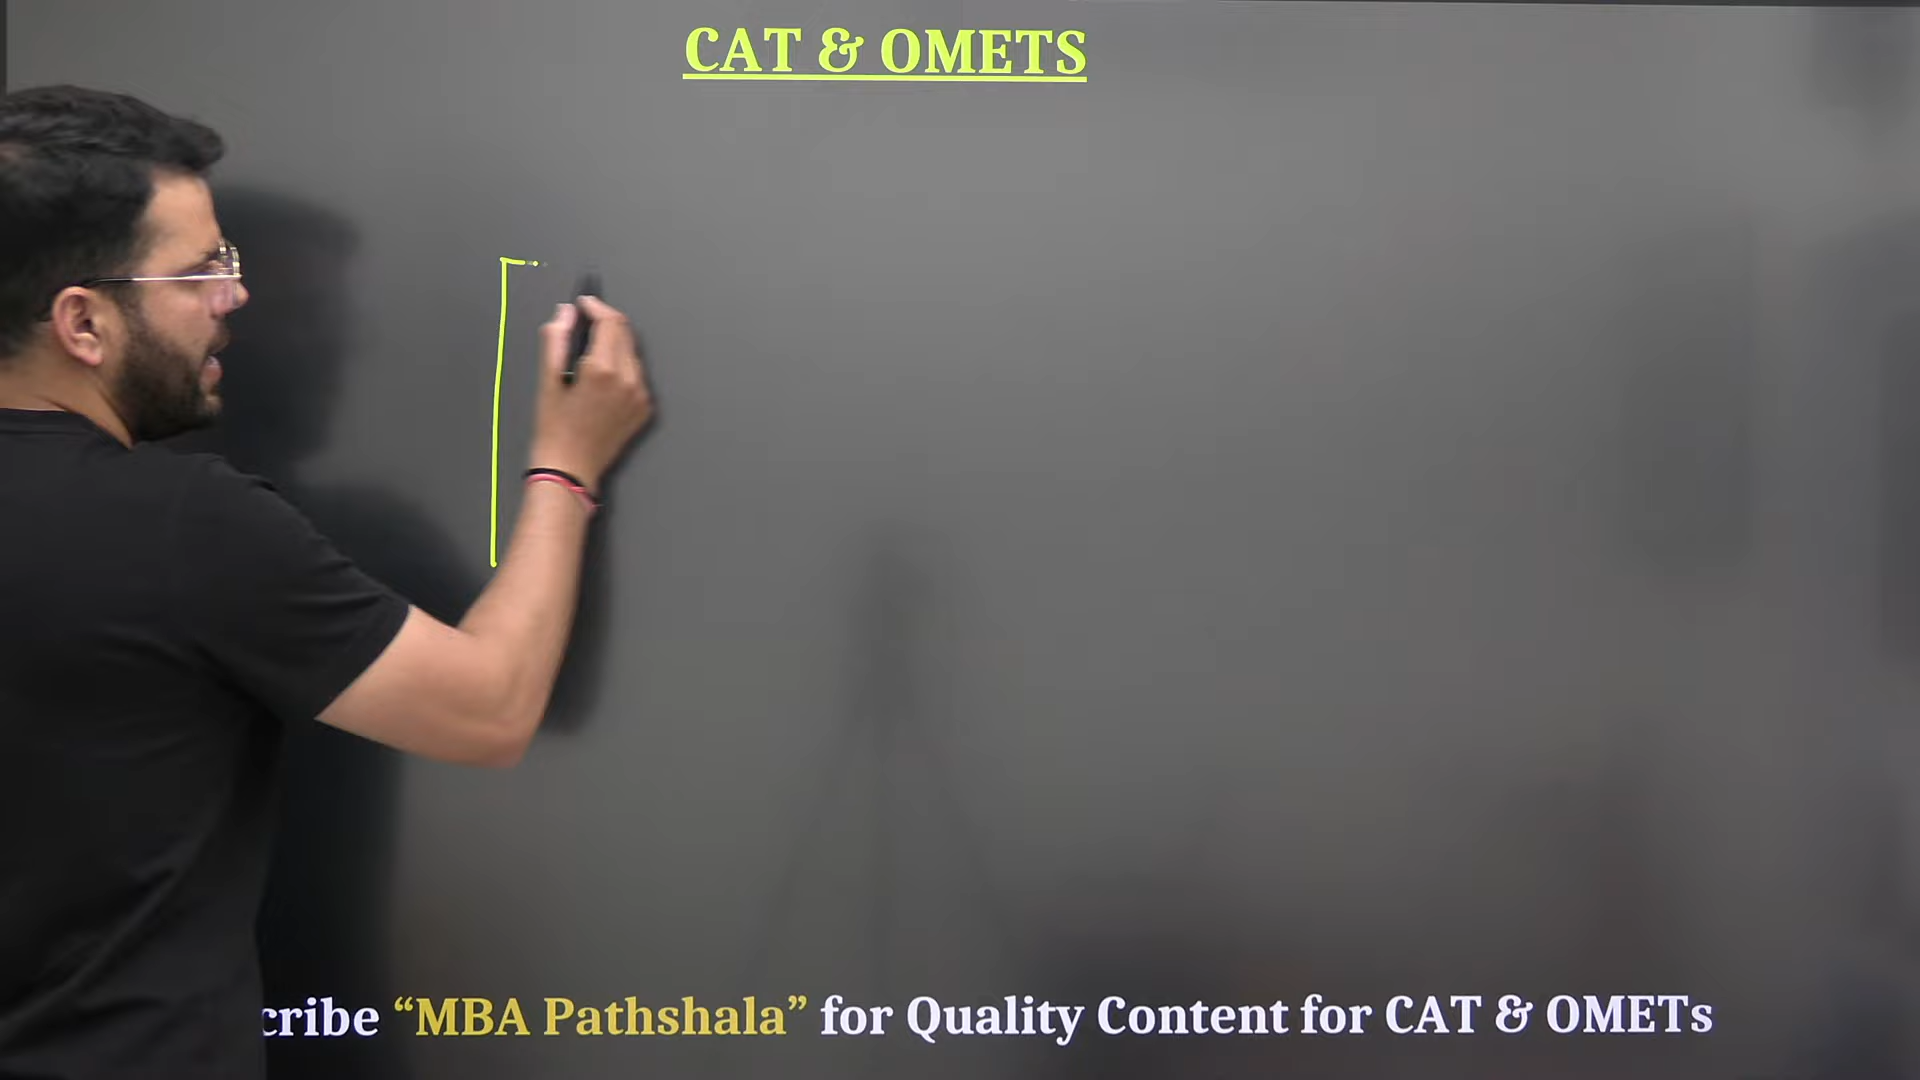 CAT & OMETS
cribe “MBA Pathshala” for Quality Content for CAT & OMETs